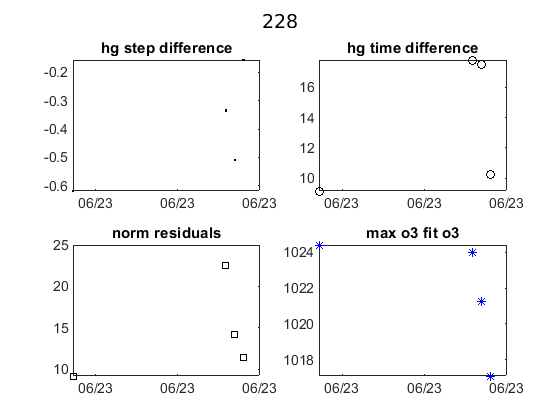 228
hg step difference
-0.2
-0.3
-0.4
-0.5
-0.6
06/23 06/23 06/23
hg time difference
16
14
12
10
06/23 06/23 06/23
norm residuals
25
20
15
10
06/23 06/23 06/23
max o3 fit o3
1024
1022
1020
1018
06/23 06/23 06/23